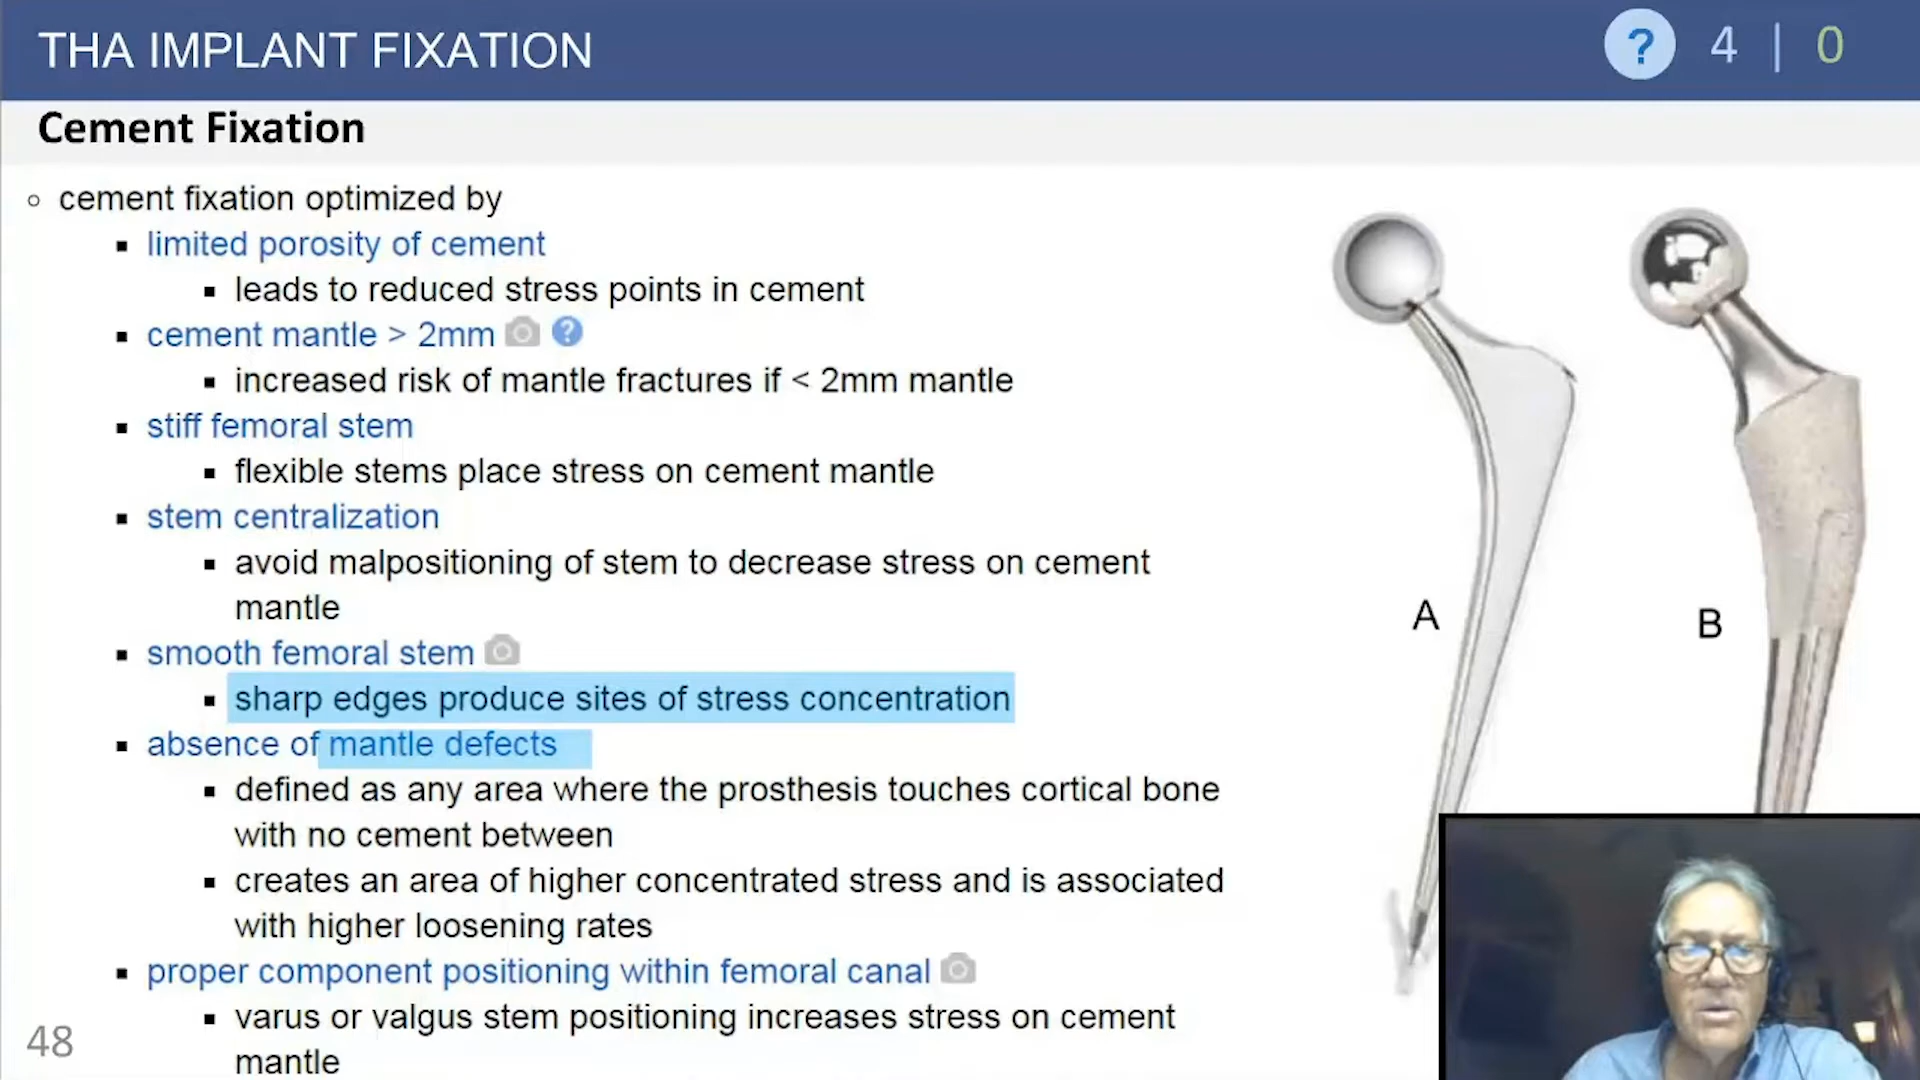 THA IMPLANT FIXATION
? 4 | 0
Cement Fixation
cement fixation optimized by
limited porosity of cement
leads to reduced stress points in cement
cement mantle > 2mm ?
increased risk of mantle fractures if < 2mm mantle
stiff femoral stem
flexible stems place stress on cement mantle
stem centralization
avoid malpositioning of stem to decrease stress on cement
mantle
smooth femoral stem
sharp edges produce sites of stress concentration
absence of mantle defects
defined as any area where the prosthesis touches cortical bone
with no cement between
creates an area of higher concentrated stress and is associated
with higher loosening rates
proper component positioning within femoral canal
varus or valgus stem positioning increases stress on cement
mantle
A
B
48